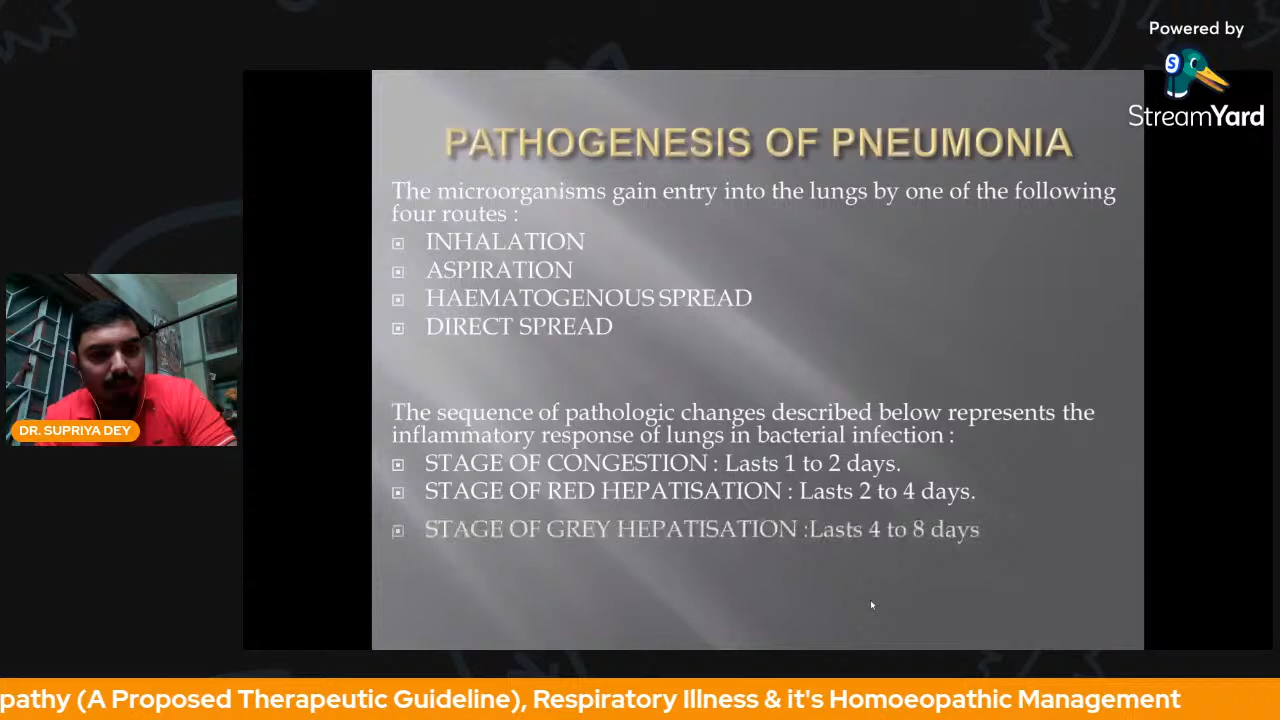 Powered by
S
StreamYard
PATHOGENESIS OF PNEUMONIA
The microorganisms gain entry into the lungs by one of the following
four routes :
INHALATION
ASPIRATION
HAEMATOGENOUS SPREAD
DIRECT SPREAD
The sequence of pathologic changes described below represents the
inflammatory response of lungs in bacterial infection :
STAGE OF CONGESTION : Lasts 1 to 2 days.
STAGE OF RED HEPATISATION : Lasts 2 to 4 days.
STAGE OF GREY HEPATISATION :Lasts 4 to 8 days
DR. SUPRIYA DEY
pathy (A Proposed Therapeutic Guideline), Respiratory Illness & it's Homoeopathic Management